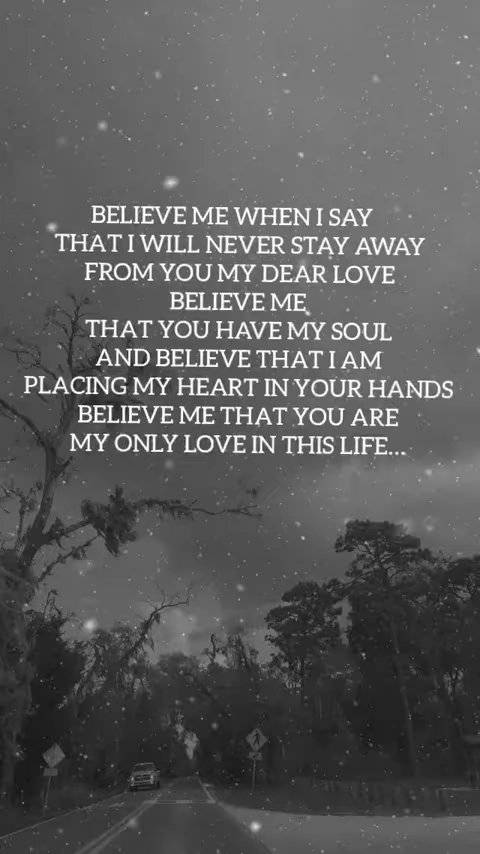 BELIEVE ME WHEN I SAY
THAT I WILL NEVER STAY AWAY
FROM YOU MY DEAR LOVE
BELIEVE ME
THAT YOU HAVE MY SOUL
AND BELIEVE THAT I AM
PLACING MY HEART IN YOUR HANDS
BELIEVE ME THAT YOU ARE
MY ONLY LOVE IN THIS LIFE...